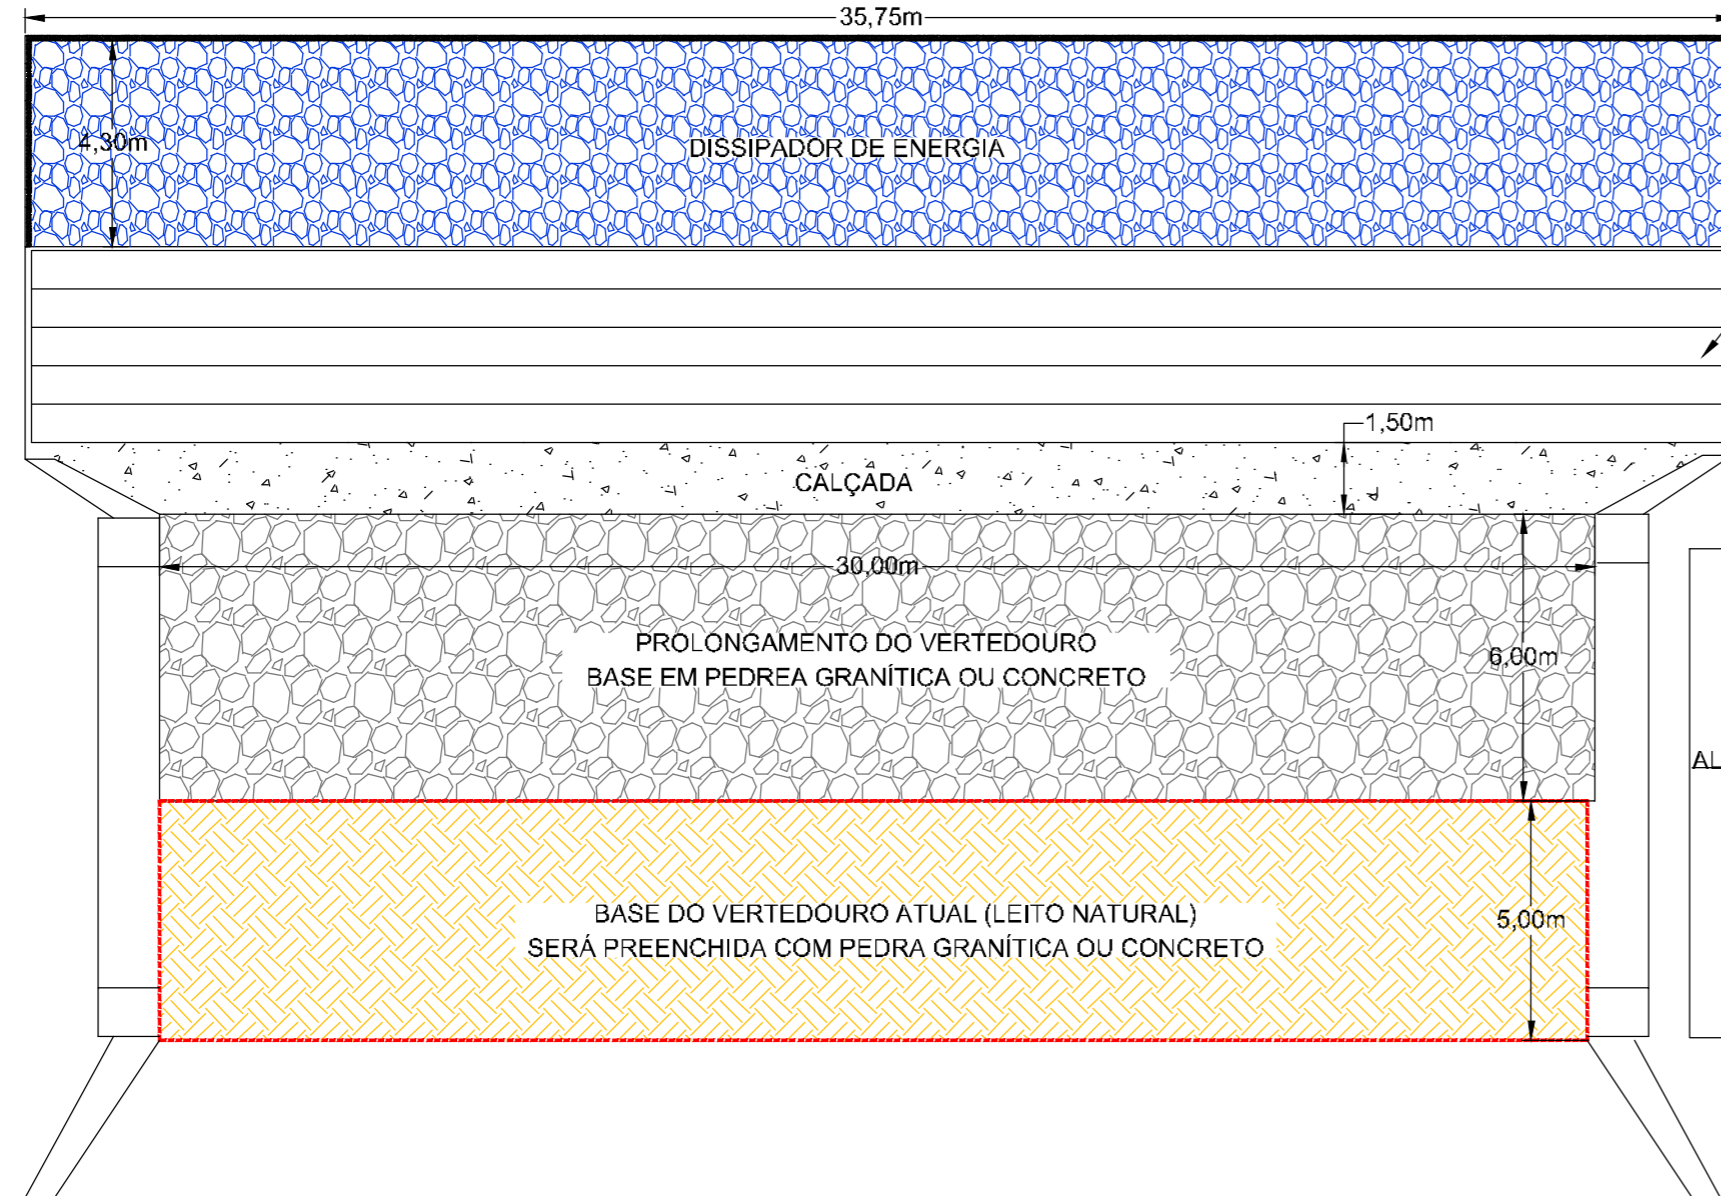 35,75m
4,30m
DISSIPADOR DE ENERGIA
1,50m
CALÇADA
30,00m
PROLONGAMENTO DO VERTEDOURO
BASE EM PEDREA GRANÍTICA OU CONCRETO
6,00m
AL
BASE DO VERTEDOURO ATUAL (LEITO NATURAL)
SERÁ PREENCHIDA COM PEDRA GRANÍTICA OU CONCRETO
5,00m